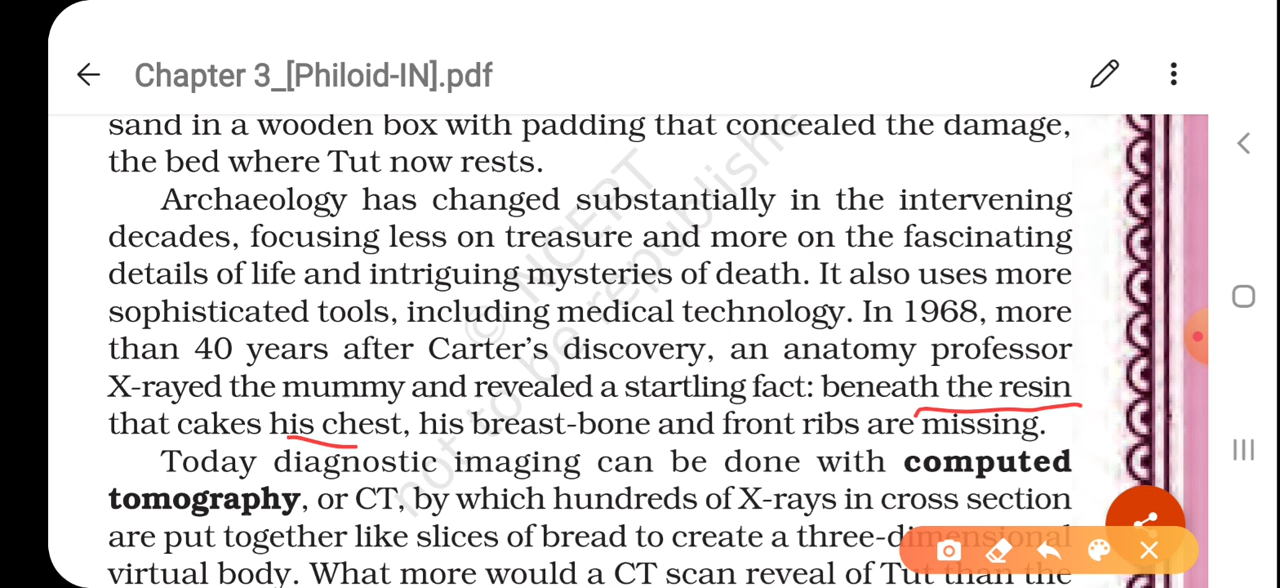 Chapter 3_[Philoid-IN].pdf
sand in a wooden box with padding that concealed the damage,
the bed where Tut now rests.
Archaeology has changed substantially in the intervening
decades, focusing less on treasure and more on the fascinating
details of life and intriguing mysteries of death. It also uses more
sophisticated tools, including medical technology. In 1968, more
than 40 years after Carter's discovery, an anatomy professor
X-rayed the mummy and revealed a startling fact: beneath the resin
that cakes his chest, his breast-bone and front ribs are missing.
Today diagnostic imaging can be done with computed
tomography, or CT, by which hundreds of X-rays in cross section
are put together like slices of bread to create a three-dimensional
virtual body. What more would a CT scan reveal of Tut than the
© NCERT
not to be republished